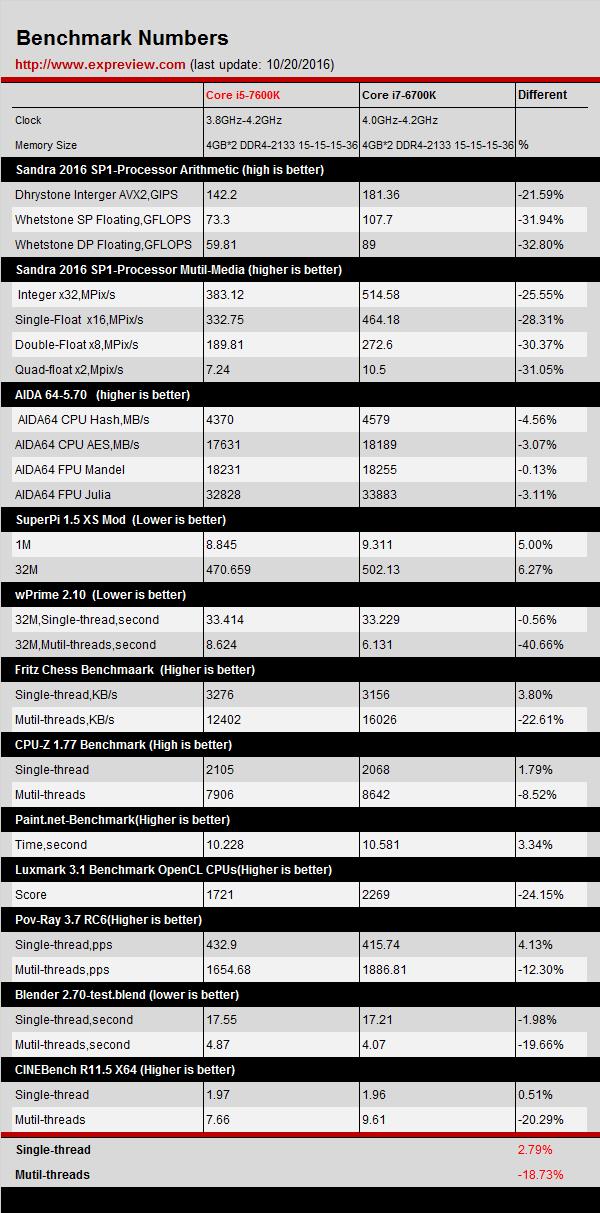 Benchmark Numbers
http://www.expreview.com (last update: 10/20/2016)
Core i5-7600K Core i7-6700K Different
Clock 3.8GHz-4.2GHz 4.0GHz-4.2GHz
Memory Size 4GB*2 DDR4-2133 15-15-15-36 4GB*2 DDR4-2133 15-15-15-36 %
Sandra 2016 SP1-Processor Arithmetic (high is better)
Dhrystone Interger AVX2,GIPS 142.2 181.36 -21.59%
Whetstone SP Floating,GFLOPS 73.3 107.7 -31.94%
Whetstone DP Floating,GFLOPS 59.81 89 -32.80%
Sandra 2016 SP1-Processor Mutil-Media (higher is better)
Integer x32,MPix/s 383.12 514.58 -25.55%
Single-Float x16,MPix/s 332.75 464.18 -28.31%
Double-Float x8,MPix/s 189.81 272.6 -30.37%
Quad-float x2,Mpix/s 7.24 10.5 -31.05%
AIDA 64-5.70 (higher is better)
AIDA64 CPU Hash,MB/s 4370 4579 -4.56%
AIDA64 CPU AES,MB/s 17631 18189 -3.07%
AIDA64 FPU Mandel 18231 18255 -0.13%
AIDA64 FPU Julia 32828 33883 -3.11%
SuperPi 1.5 XS Mod (Lower is better)
1M 8.845 9.311 5.00%
32M 470.659 502.13 6.27%
wPrime 2.10 (Lower is better)
32M,Single-thread,second 33.414 33.229 -0.56%
32M,Mutil-threads,second 8.624 6.131 -40.66%
Fritz Chess Benchmaark (Higher is better)
Single-thread,KB/s 3276 3156 3.80%
Mutil-threads,KB/s 12402 16026 -22.61%
CPU-Z 1.77 Benchmark (High is better)
Single-thread 2105 2068 1.79%
Mutil-threads 7906 8642 -8.52%
Paint.net-Benchmark(Higher is better)
Time,second 10.228 10.581 3.34%
Luxmark 3.1 Benchmark OpenCL CPUs(Higher is better)
Score 1721 2269 -24.15%
Pov-Ray 3.7 RC6(Higher is better)
Single-thread,pps 432.9 415.74 4.13%
Mutil-threads,pps 1654.68 1886.81 -12.30%
Blender 2.70-test.blend (lower is better)
Single-thread,second 17.55 17.21 -1.98%
Mutil-threads,second 4.87 4.07 -19.66%
CINEBench R11.5 X64 (Higher is better)
Single-thread 1.97 1.96 0.51%
Mutil-threads 7.66 9.61 -20.29%
Single-thread 2.79%
Mutil-threads -18.73%